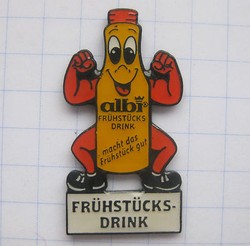 albi®
FRÜHSTÜCKS
DRINK
...macht das
Frühstück gut
FRÜHSTÜCKS-
DRINK